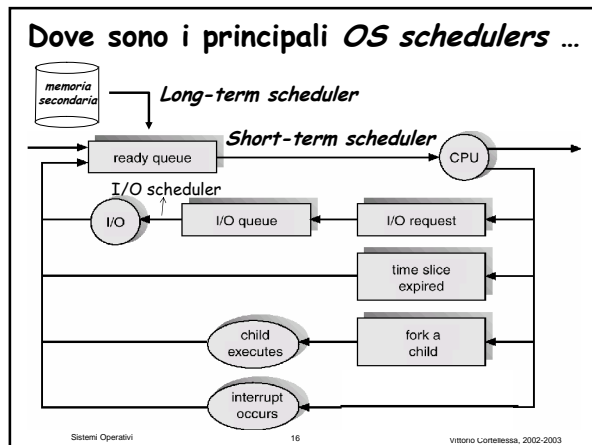 Dove sono i principali OS schedulers ...
memoria
secondaria
Long-term scheduler
Short-term scheduler
ready queue
CPU
I/O scheduler
I/O
I/O queue
I/O request
time slice
expired
child
executes
fork a
child
interrupt
occurs
Sistemi Operativi
16
Vittorio Cortellessa, 2002-2003